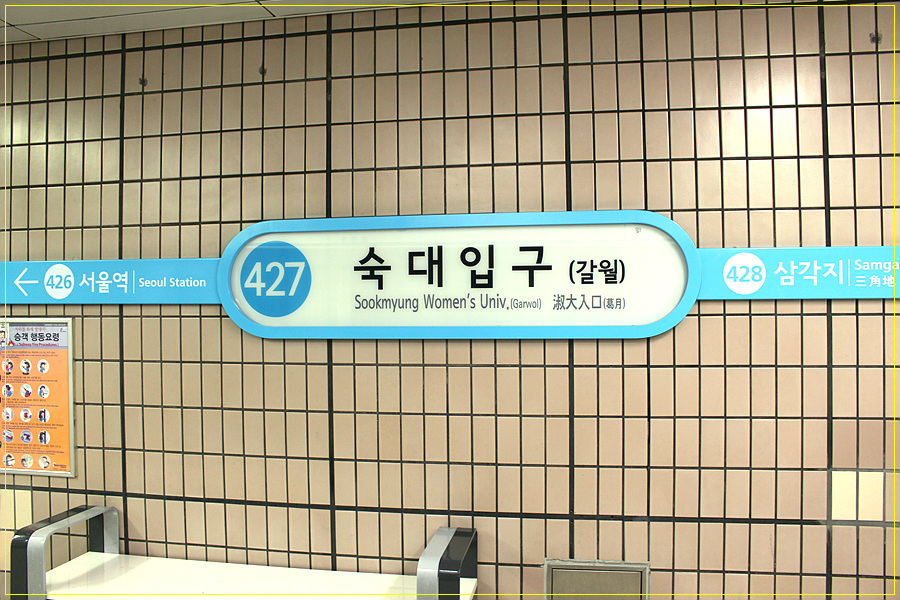 426 서울역 Seoul Station
427 숙대입구 (갈월)
Sookmyung Women's Univ.(Garwol) 淑大入口(葛月)
428 삼각지 Samga
三角地
승객 행동요령